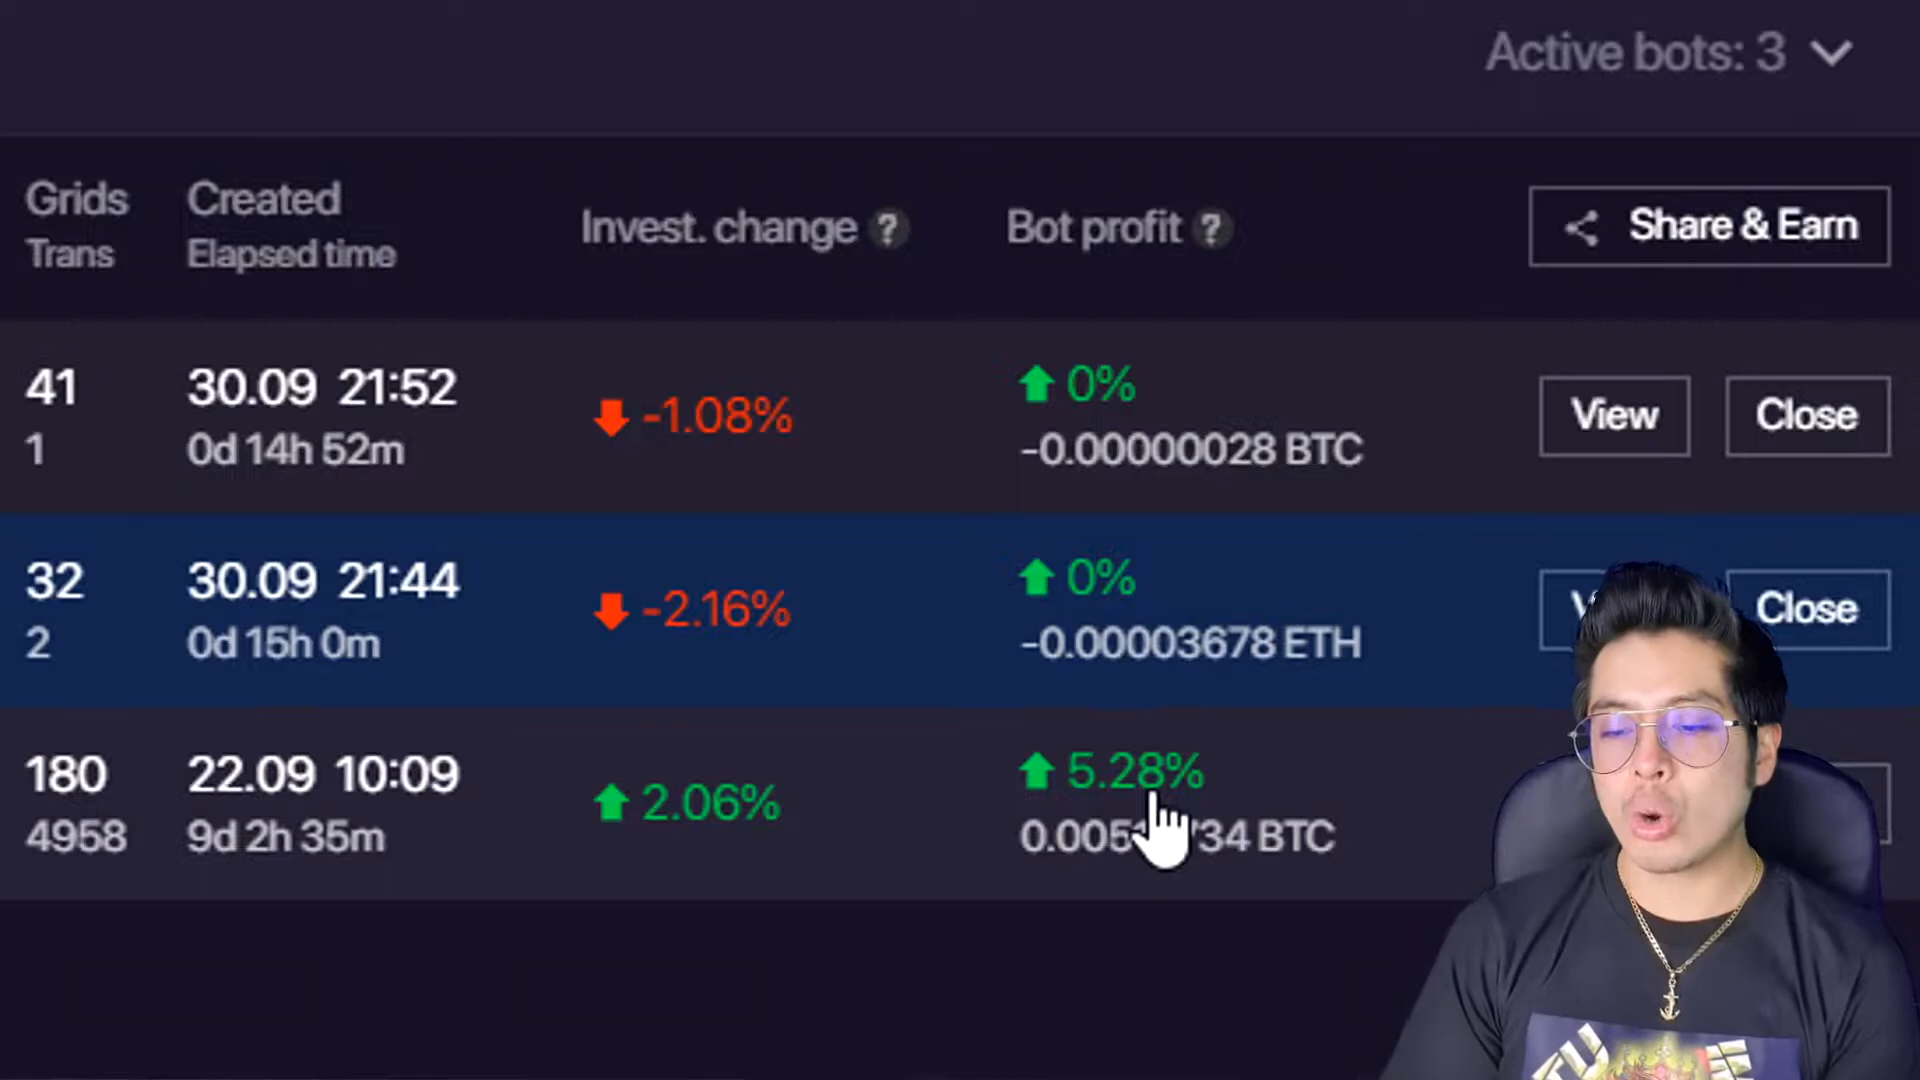 Active bots: 3
Grids
Trans
Created
Elapsed time
Invest. change ?
Bot profit ?
Share & Earn
41
1
30.09 21:52
0d 14h 52m
-1.08%
0%
-0.00000028 BTC
View
Close
32
2
30.09 21:44
0d 15h 0m
-2.16%
0%
-0.00003678 ETH
Close
180
4958
22.09 10:09
9d 2h 35m
2.06%
5.28%
BTC